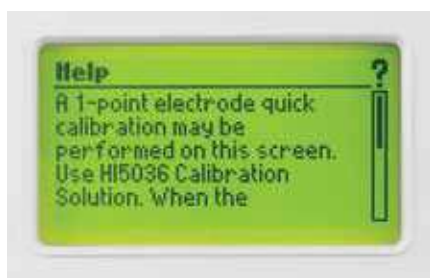 Help ?
A 1-point electrode quick
calibration may be
performed on this screen.
Use HI5036 Calibration
Solution. When the